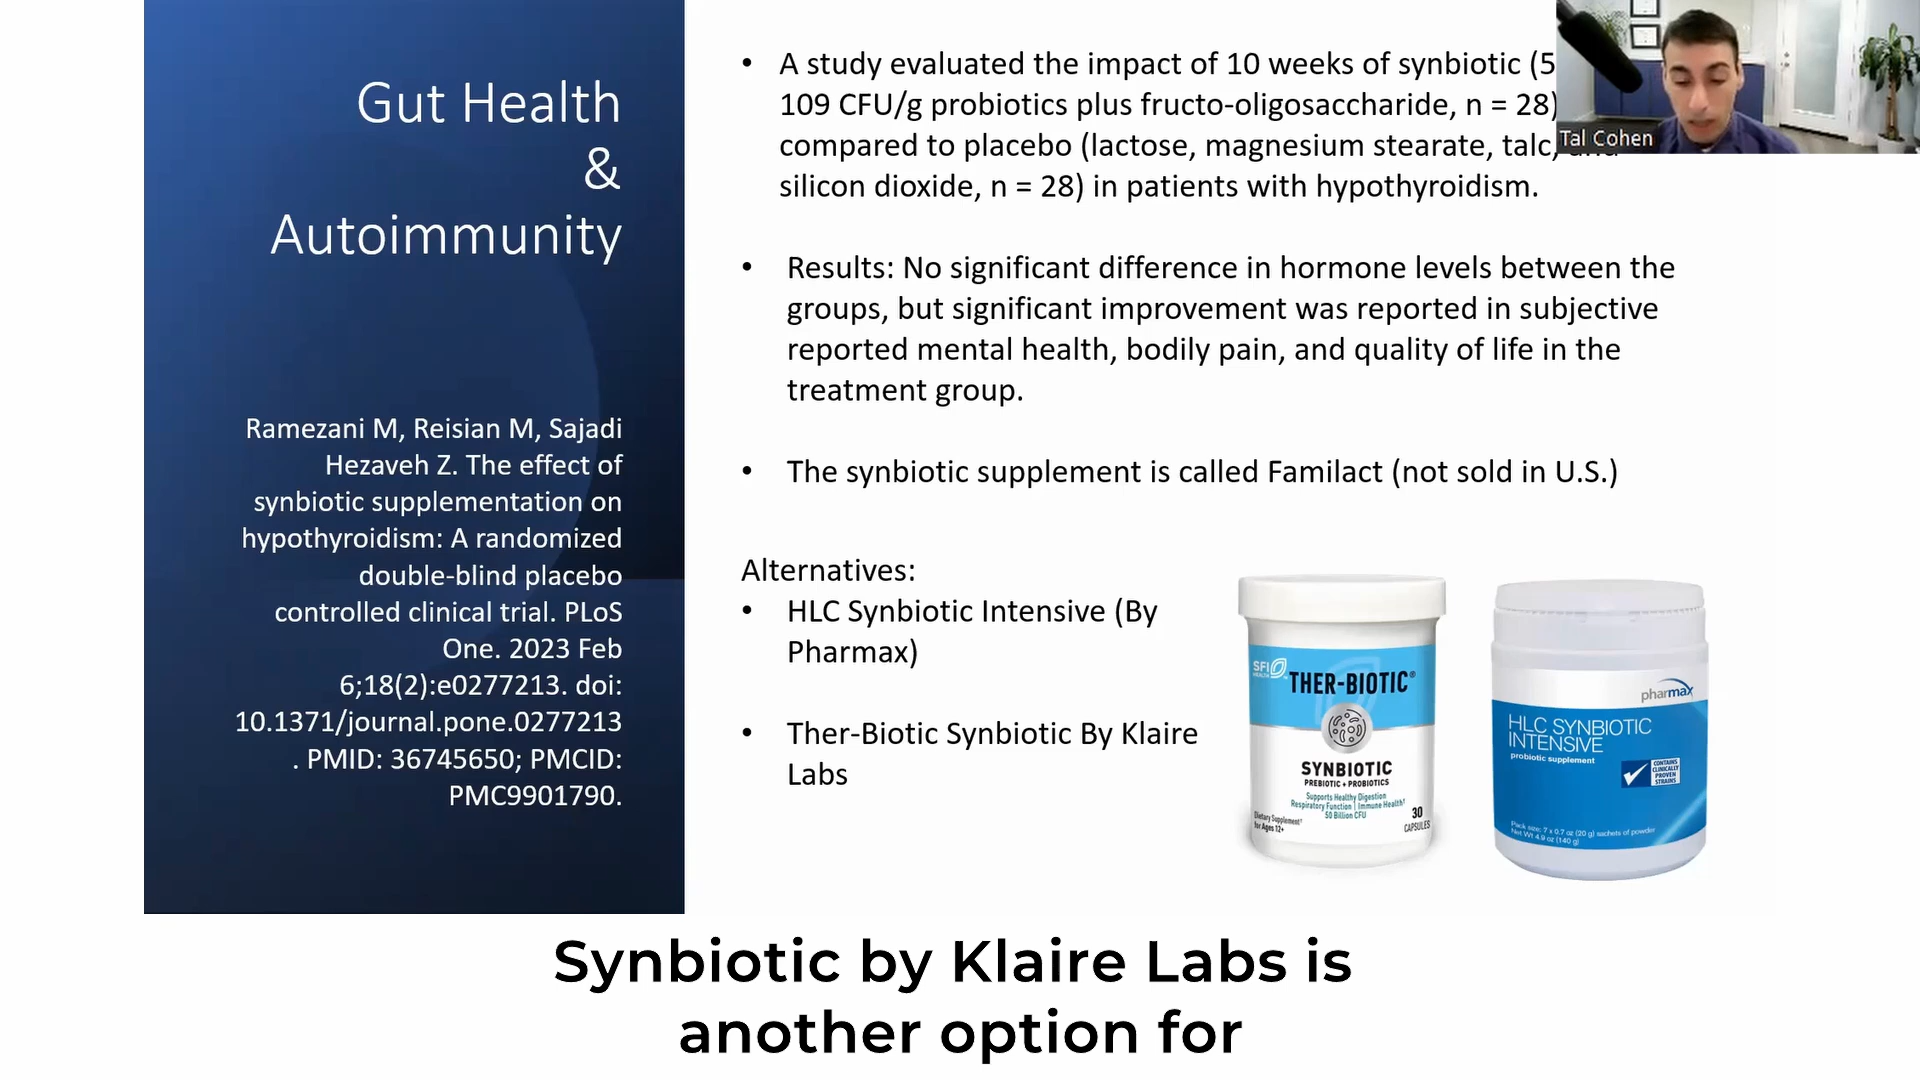 Gut Health
&
Autoimmunity
Ramezani M, Reisian M, Sajadi
Hezaveh Z. The effect of
synbiotic supplementation on
hypothyroidism: A randomized
double-blind placebo
controlled clinical trial. PLoS
One. 2023 Feb
6;18(2):e0277213. doi:
10.1371/journal.pone.0277213
. PMID: 36745650; PMCID:
PMC9901790.
• A study evaluated the impact of 10 weeks of synbiotic (5
109 CFU/g probiotics plus fructo-oligosaccharide, n = 28)
compared to placebo (lactose, magnesium stearate, talc,
silicon dioxide, n = 28) in patients with hypothyroidism.
• Results: No significant difference in hormone levels between the
groups, but significant improvement was reported in subjective
reported mental health, bodily pain, and quality of life in the
treatment group.
• The synbiotic supplement is called Familact (not sold in U.S.)
Alternatives:
• HLC Synbiotic Intensive (By
Pharmax)
• Ther-Biotic Synbiotic By Klaire
Labs
Tal Cohen
SFI
HEALTH
THER-BIOTIC®
SYNBIOTIC
PREBIOTIC + PROBIOTICS
Supports Healthy Digestion
Respiratory Function | Immune Health†
50 Billion CFU
Dietary Supplement†
for Ages 12+
30
CAPSULES
pharmax
HLC SYNBIOTIC
INTENSIVE
probiotic supplement
CONTAINS
CLINICALLY
PROVEN
STRAINS
Pack size: 7 x 0.7 oz (20 g) sachets of powder
Net Wt 4.9 oz (140 g)
Synbiotic by Klaire Labs is
another option for